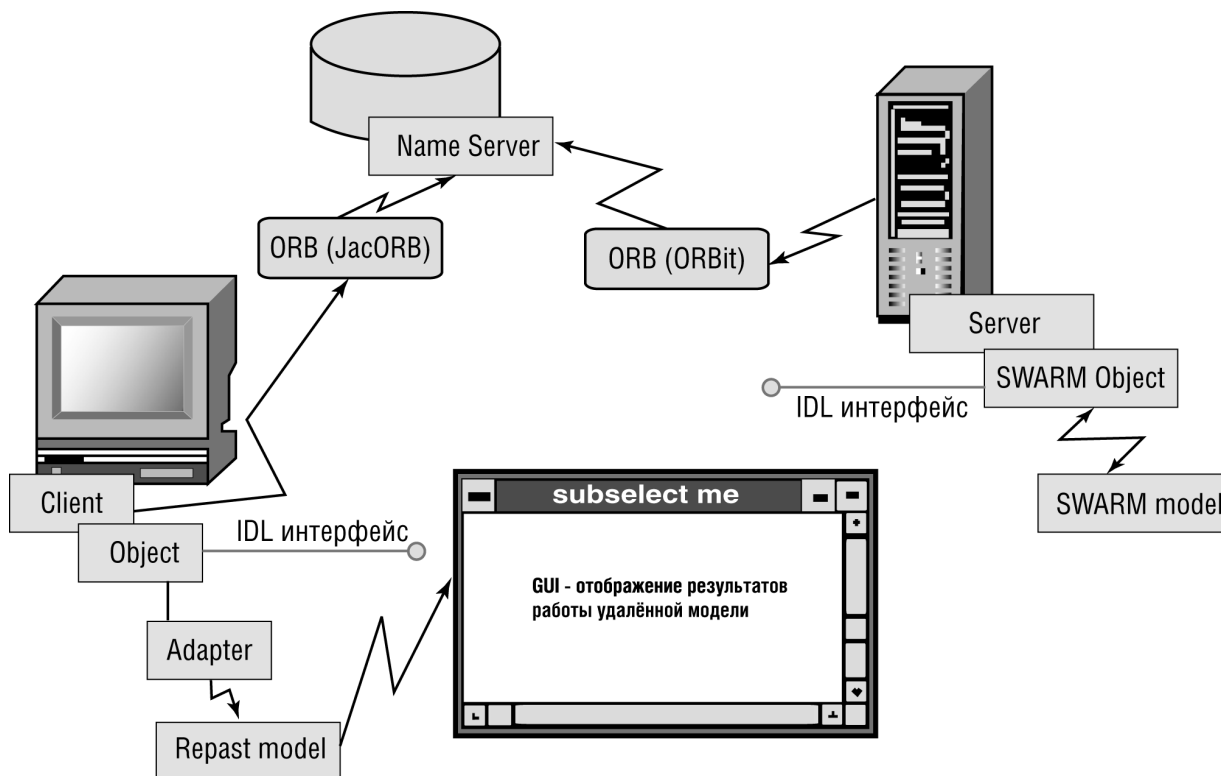 Name Server
ORB (JacORB)
ORB (ORBit)
Server
SWARM Object
IDL интерфейс
SWARM model
Client
Object
IDL интерфейс
Adapter
Repast model
subselect me
GUI - отображение результатов
работы удалённой модели